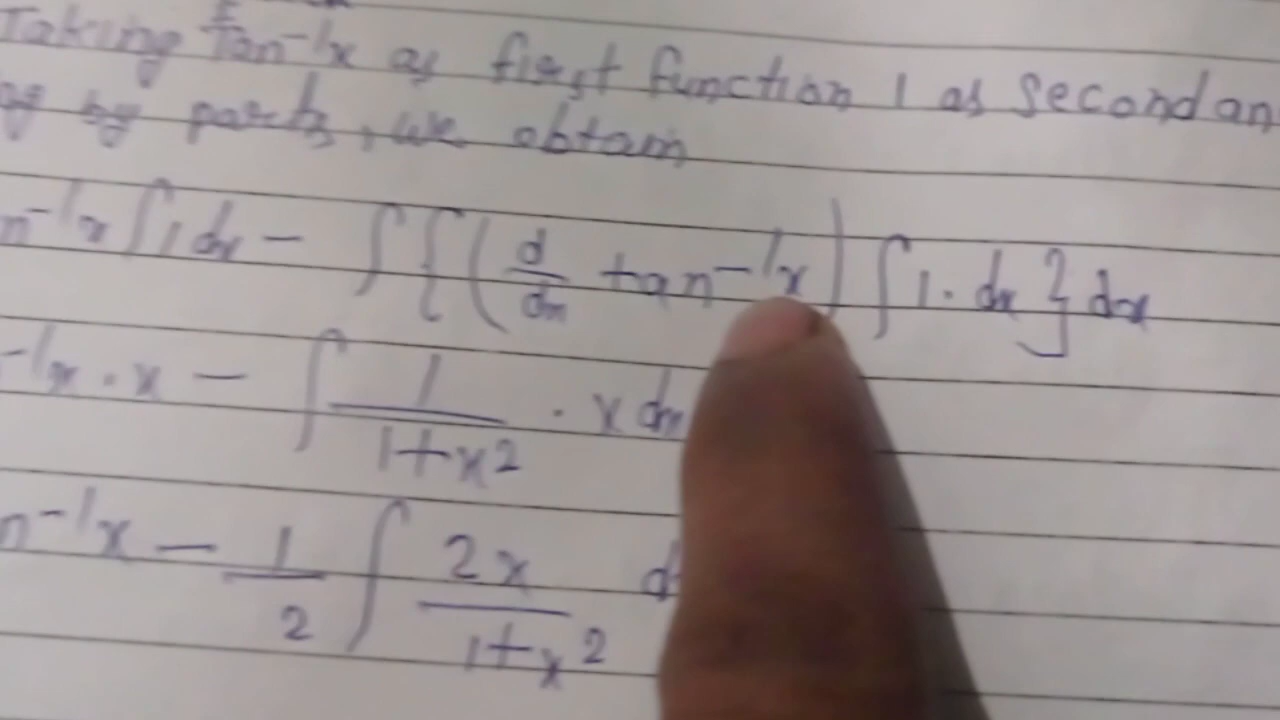 Taking tan⁻¹x as first function 1 as second an
by parts, we obtain
n⁻¹x ∫1 dx − ∫{(d/dx tan⁻¹x) ∫1. dx} dx
⁻¹x . x − ∫ 1/1+x² . x dx
n⁻¹x − 1/2 ∫ 2x/1+x² d